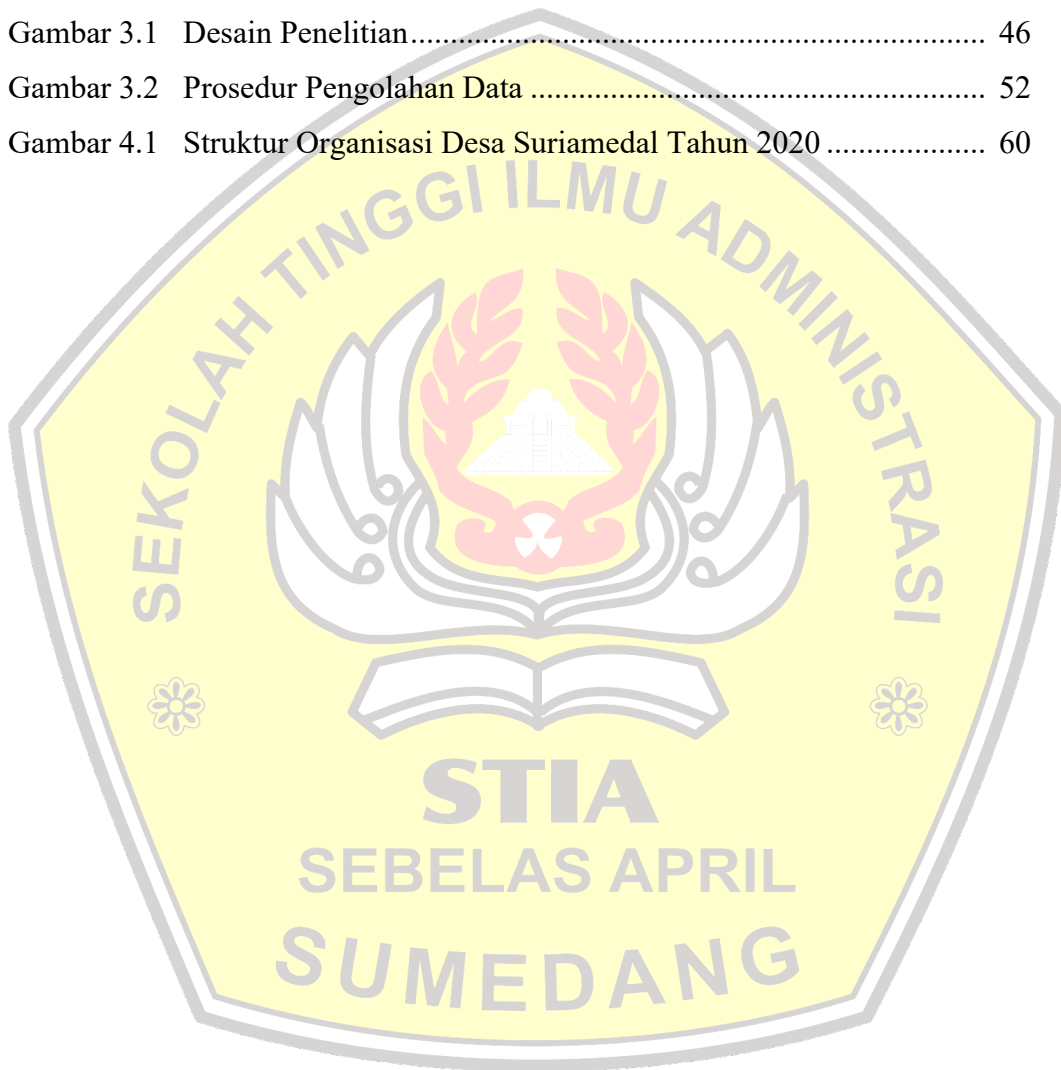 Gambar 3.1 Desain Penelitian....................................................................... 46
Gambar 3.2 Prosedur Pengolahan Data ........................................................ 52
Gambar 4.1 Struktur Organisasi Desa Suriamedal Tahun 2020 .................... 60
SEKOLAH TINGGI ILMU ADMINISTRASI
STIA
SEBELAS APRIL
SUMEDANG